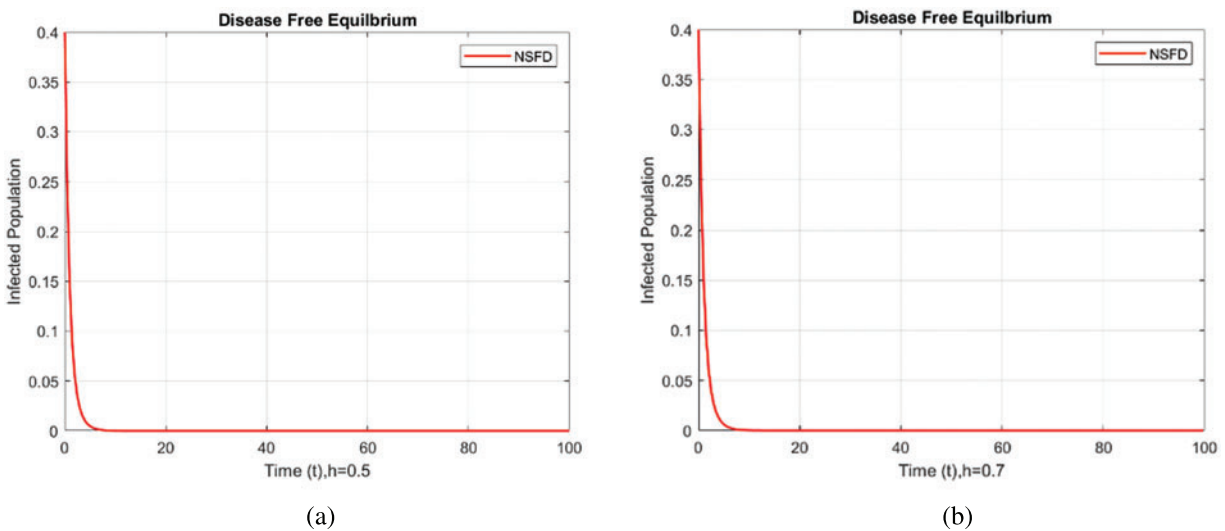 Disease Free Equilbrium
NSFD
Infected Population
0.4
0.35
0.3
0.25
0.2
0.15
0.1
0.05
0
0 20 40 60 80 100
Time (t),h=0.5
(a)
Disease Free Equilbrium
NSFD
Infected Population
0.4
0.35
0.3
0.25
0.2
0.15
0.1
0.05
0
0 20 40 60 80 100
Time (t),h=0.7
(b)